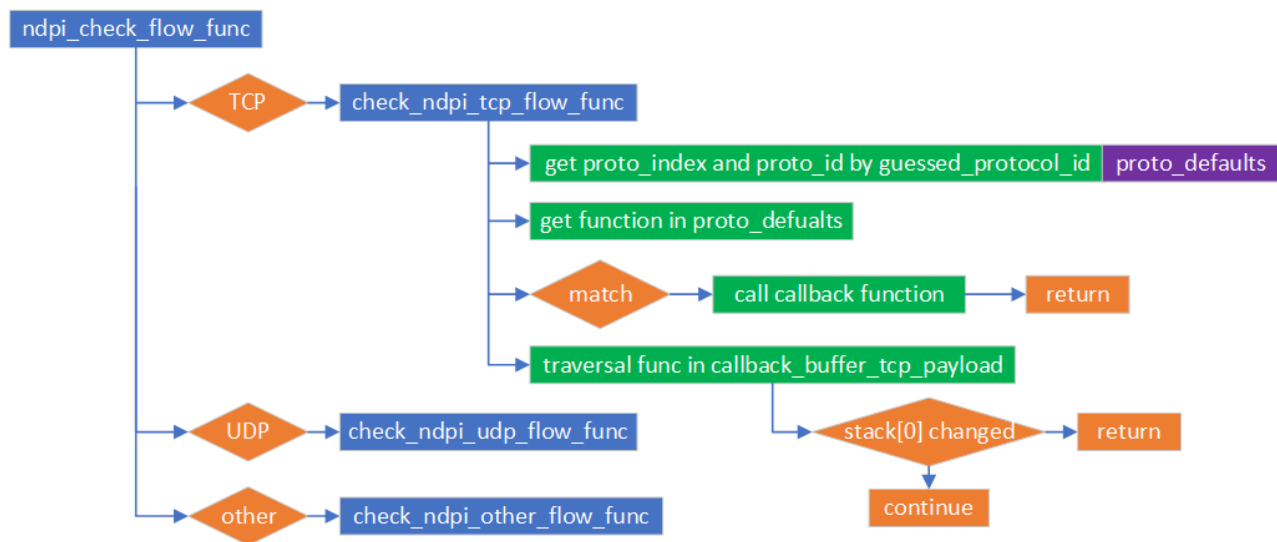 ndpi_check_flow_func
TCP
check_ndpi_tcp_flow_func
get proto_index and proto_id by guessed_protocol_id
proto_defaults
get function in proto_defualts
match
call callback function
return
traversal func in callback_buffer_tcp_payload
UDP
check_ndpi_udp_flow_func
stack[0] changed
return
other
check_ndpi_other_flow_func
continue